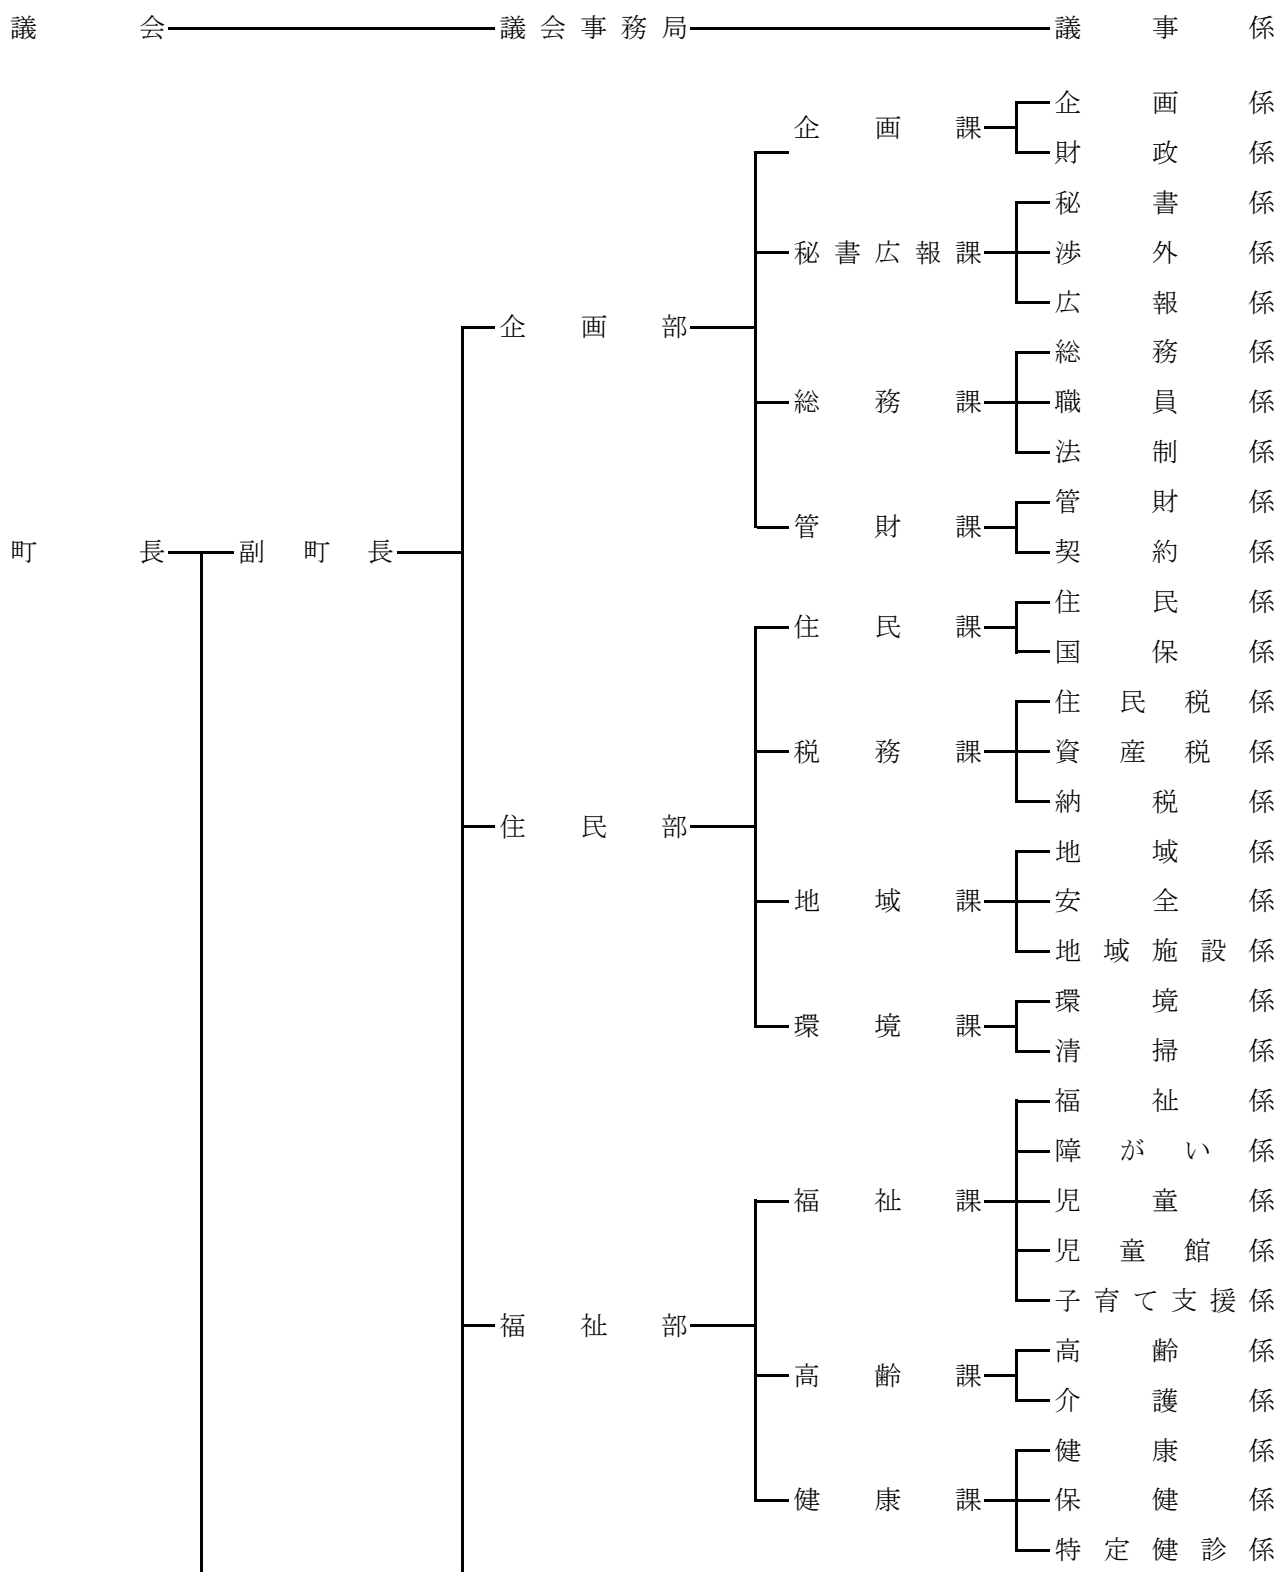 議会 議会事務局 議事係
企画係
企画課
財政係
秘書係
秘書広報課 渉外係
広報係
企画部
総務係
総務課 職員係
法制係
管財係
管財課
町長 副町長 契約係
住民係
住民課
国保係
住民税係
税務課 資産税係
納税係
住民部
地域係
地域課 安全係
地域施設係
環境係
環境課
清掃係
福祉係
障がい係
福祉課 児童係
児童館係
子育て支援係
福祉部
高齢係
高齢課
介護係
健康係
健康課 保健係
特定健診係